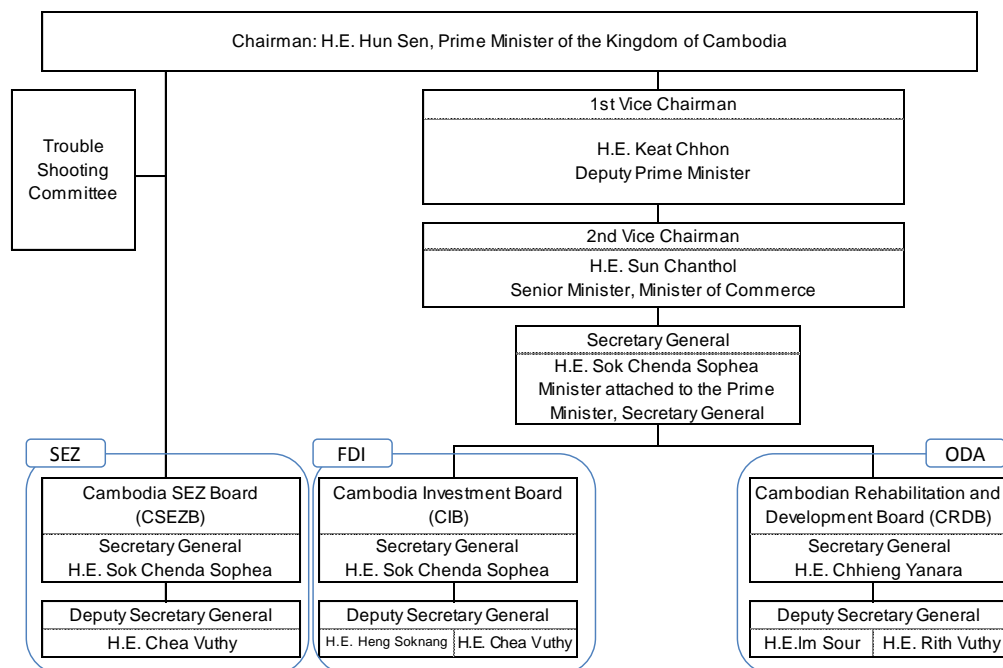 Chairman: H.E. Hun Sen, Prime Minister of the Kingdom of Cambodia
Trouble
Shooting
Committee
1st Vice Chairman
H.E. Keat Chhon
Deputy Prime Minister
2nd Vice Chairman
H.E. Sun Chanthol
Senior Minister, Minister of Commerce
Secretary General
H.E. Sok Chenda Sophea
Minister attached to the Prime
Minister, Secretary General
SEZ
Cambodia SEZ Board
(CSEZB)
Secretary General
H.E. Sok Chenda Sophea
Deputy Secretary General
H.E. Chea Vuthy
FDI
Cambodia Investment Board
(CIB)
Secretary General
H.E. Sok Chenda Sophea
Deputy Secretary General
H.E. Heng Soknang
H.E. Chea Vuthy
ODA
Cambodian Rehabilitation and
Development Board (CRDB)
Secretary General
H.E. Chhieng Yanara
Deputy Secretary General
H.E.Im Sour
H.E. Rith Vuthy